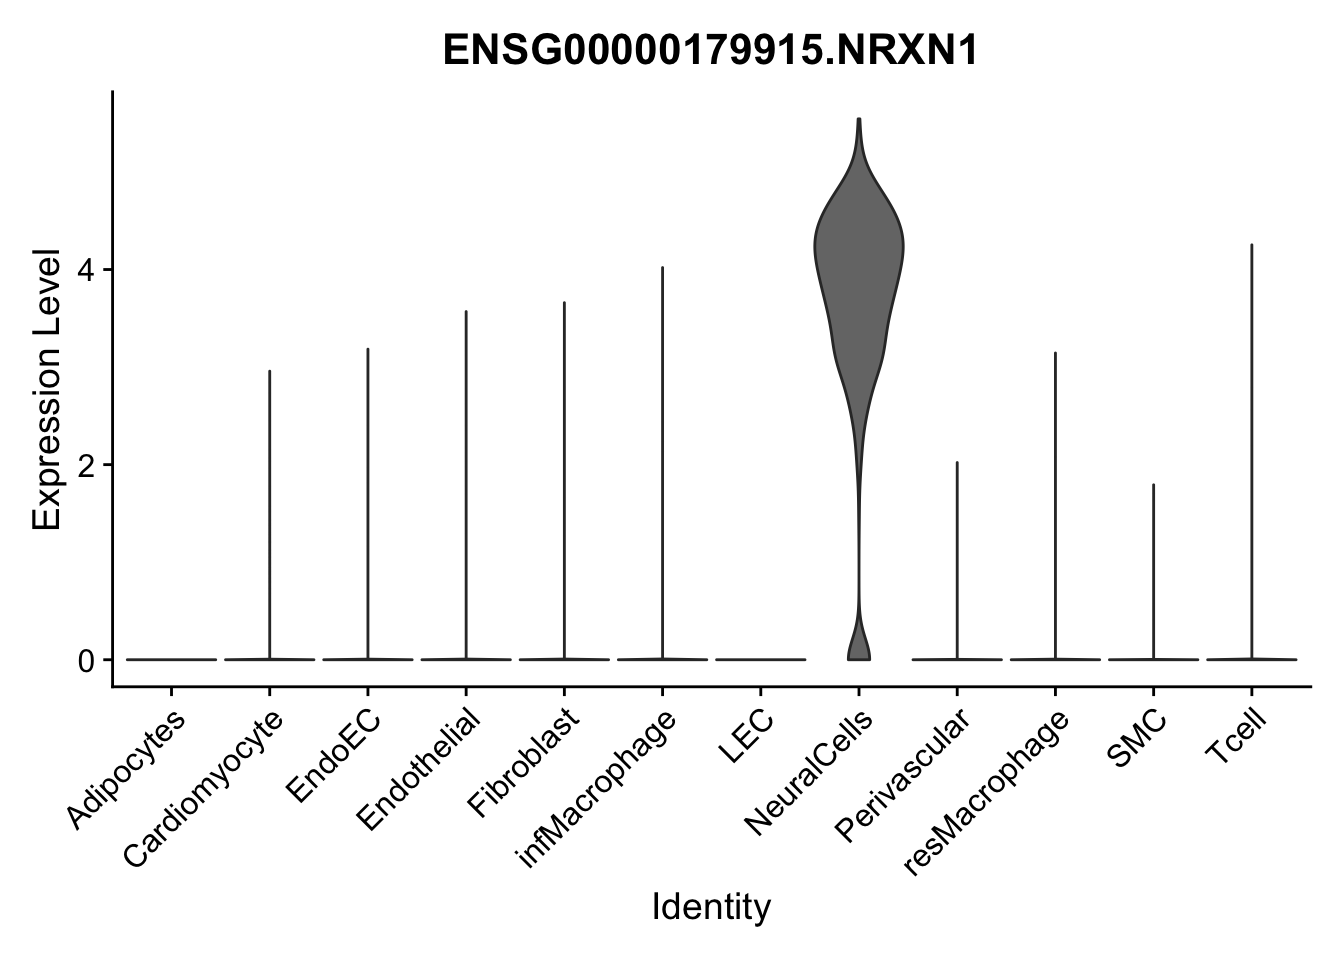 ENSG00000179915.NRXN1
Expression Level
4
2
0
Adipocytes
Cardiomyocyte
EndoEC
Endothelial
Fibroblast
infMacrophage
LEC
NeuralCells
Perivascular
resMacrophage
SMC
Tcell
Identity